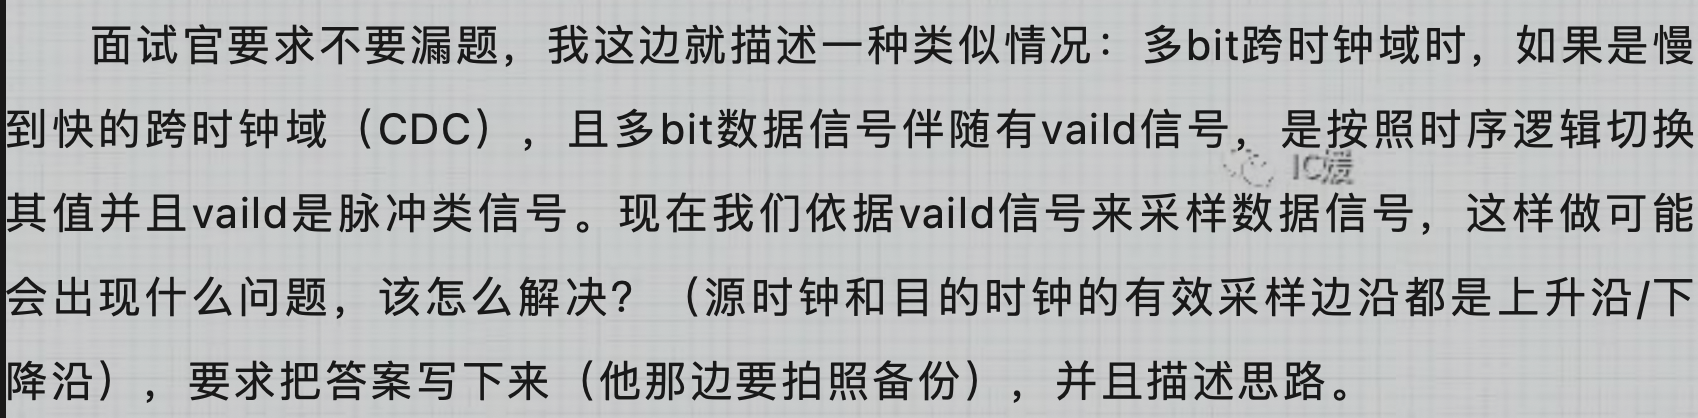 面试官要求不要漏题，我这边就描述一种类似情况：多bit跨时钟域时，如果是慢
到快的跨时钟域（CDC），且多bit数据信号伴随有vaild信号，是按照时序逻辑切换
IC媛
其值并且vaild是脉冲类信号。现在我们依据vaild信号来采样数据信号，这样做可能
会出现什么问题，该怎么解决？（源时钟和目的时钟的有效采样边沿都是上升沿/下
降沿），要求把答案写下来（他那边要拍照备份），并且描述思路。